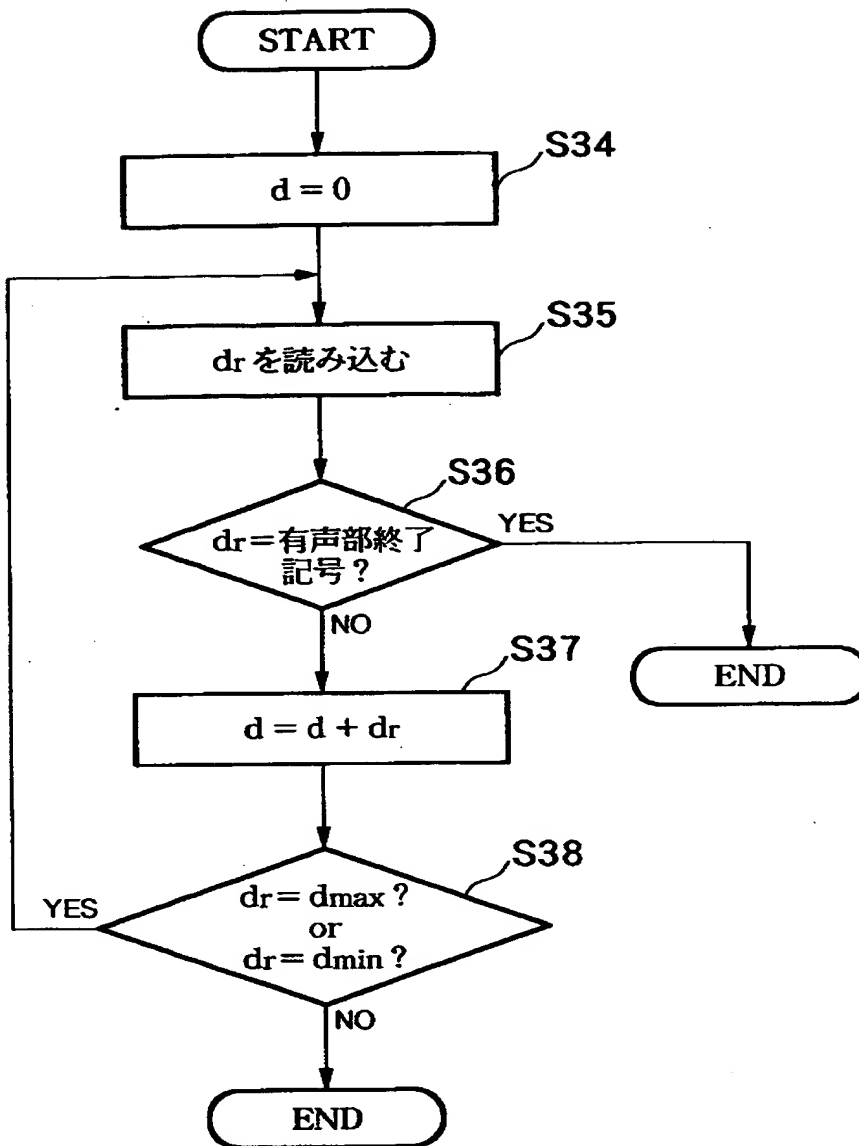 START
S34
d = 0
S35
drを読み込む
S36
dr=有声部終了
記号?
YES
NO
END
S37
d = d + dr
S38
dr= dmax ?
or
dr= dmin ?
YES
NO
END